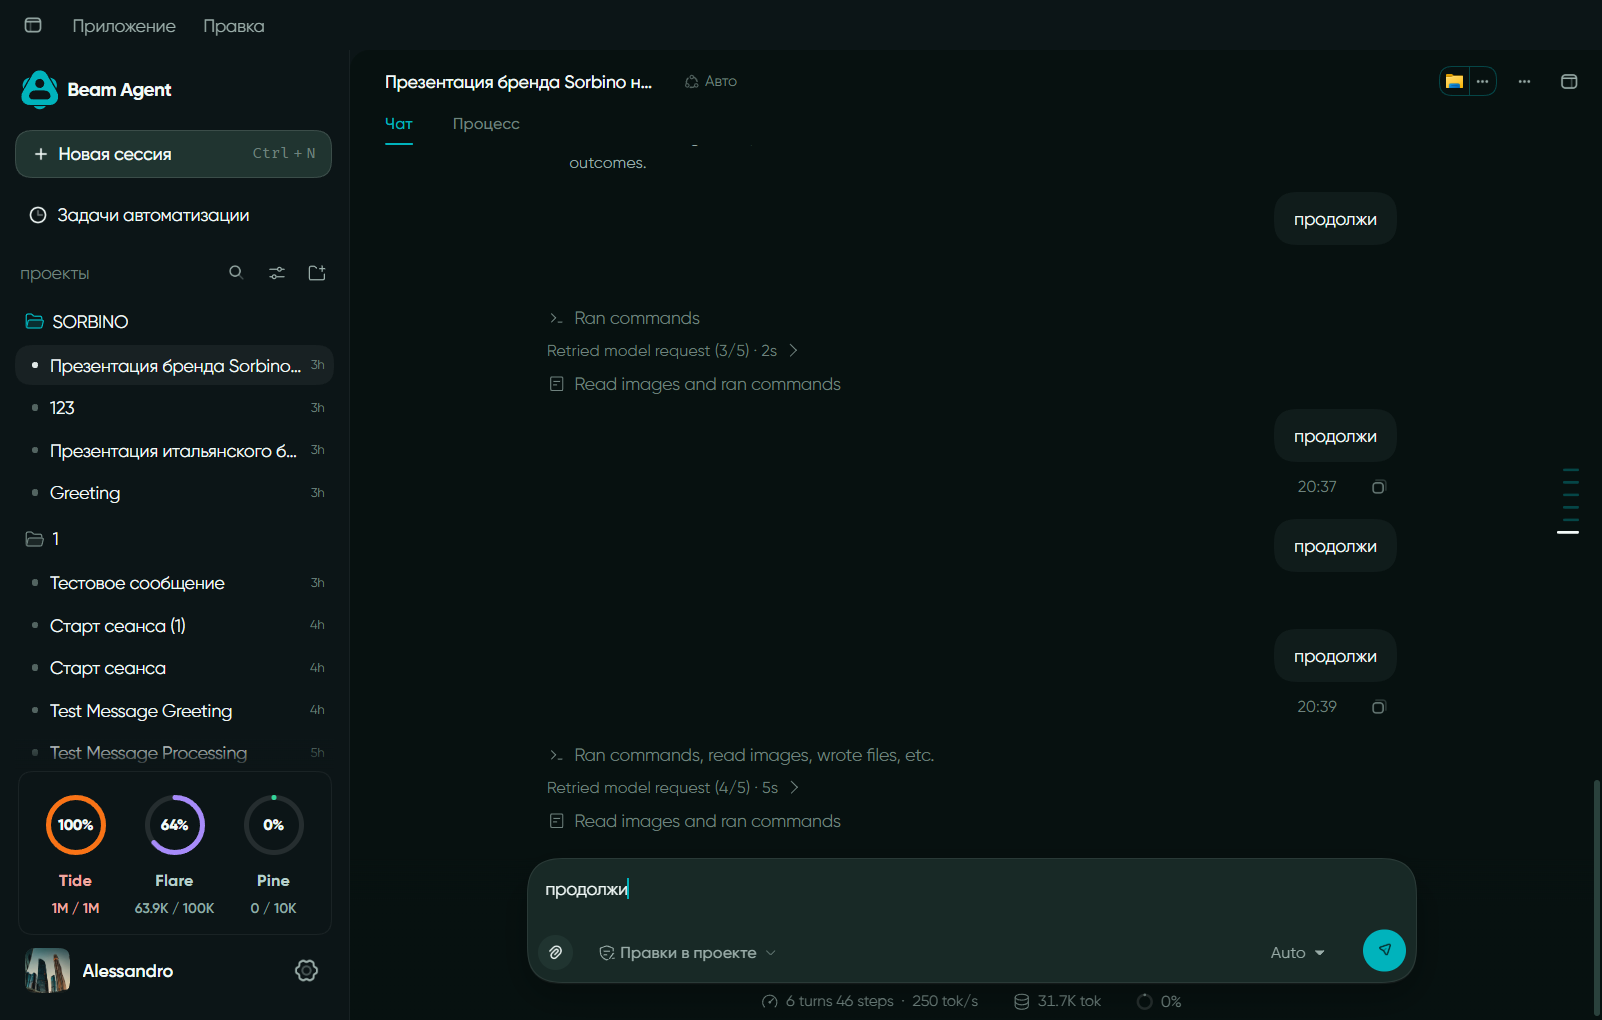 Приложение Правка
Beam Agent
+ Новая сессия Ctrl + N
Задачи автоматизации
проекты
SORBINO
Презентация бренда Sorbino... 3h
123 3h
Презентация итальянского б... 3h
Greeting 3h
1
Тестовое сообщение 3h
Старт сеанса (1) 4h
Старт сеанса 4h
Test Message Greeting 4h
Test Message Processing 5h
100% 64% 0%
Tide Flare Pine
1M / 1M 63.9K / 100K 0 / 10K
Alessandro
Презентация бренда Sorbino н... Авто
Чат Процесс
outcomes.
продолжи
Ran commands
Retried model request (3/5) · 2s
Read images and ran commands
продолжи
20:37
продолжи
продолжи
20:39
Ran commands, read images, wrote files, etc.
Retried model request (4/5) · 5s
Read images and ran commands
продолжи
Правки в проекте Auto
6 turns 46 steps · 250 tok/s 31.7K tok 0%